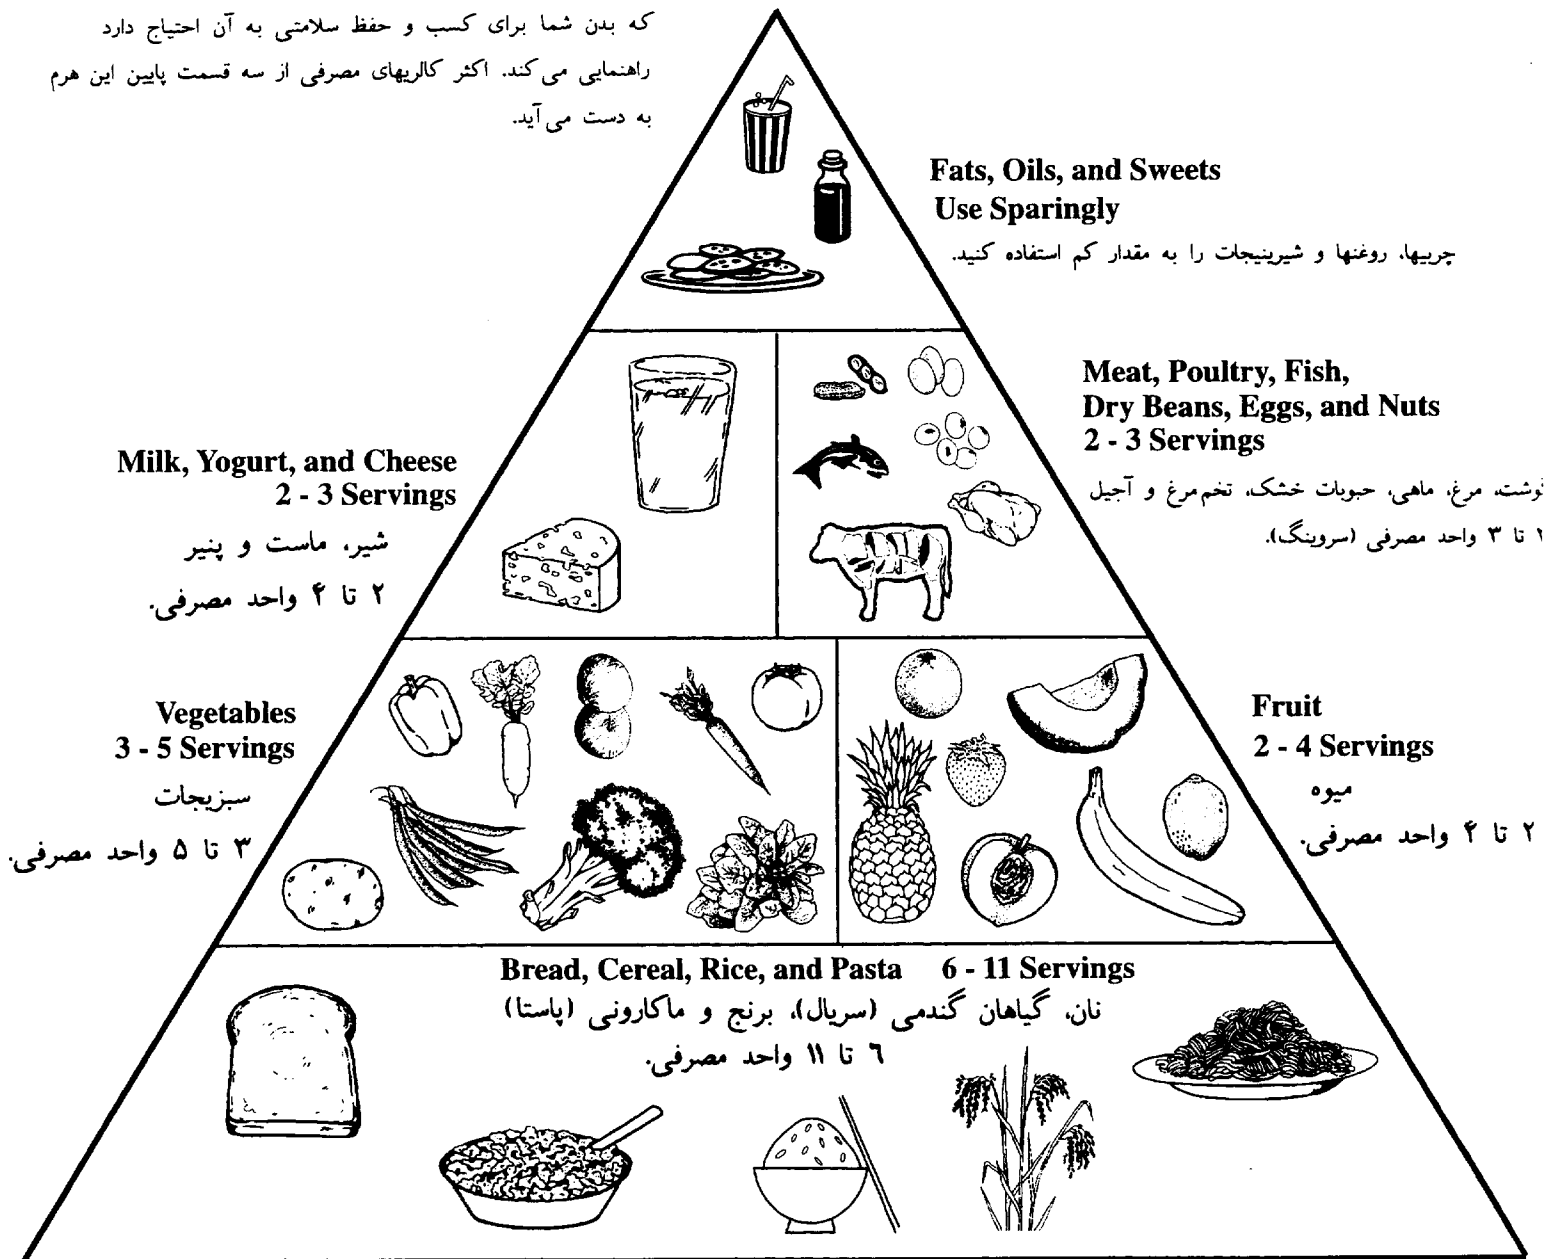 که بدن شما برای کسب و حفظ سلامتی به آن احتیاج دارد
راهنمایی می‌کند. اکثر کالریهای مصرفی از سه قسمت پایین این هرم
به دست می‌آید.
Fats, Oils, and Sweets
Use Sparingly
چربیها، روغنها و شیرینیجات را به مقدار کم استفاده کنید.
Meat, Poultry, Fish,
Dry Beans, Eggs, and Nuts
2 - 3 Servings
مرغ، ماهی، حبوبات خشک، تخم‌مرغ و آجیل
تا ۳ واحد مصرفی (سروینگ).
Milk, Yogurt, and Cheese
2 - 3 Servings
شیر، ماست و پنیر
۲ تا ۴ واحد مصرفی.
Vegetables
3 - 5 Servings
سبزیجات
۳ تا ۵ واحد مصرفی.
Fruit
2 - 4 Servings
میوه
۲ تا ۴ واحد مصرفی.
Bread, Cereal, Rice, and Pasta 6 - 11 Servings
نان، گیاهان گندمی (سریال)، برنج و ماکارونی (پاستا)
۶ تا ۱۱ واحد مصرفی.